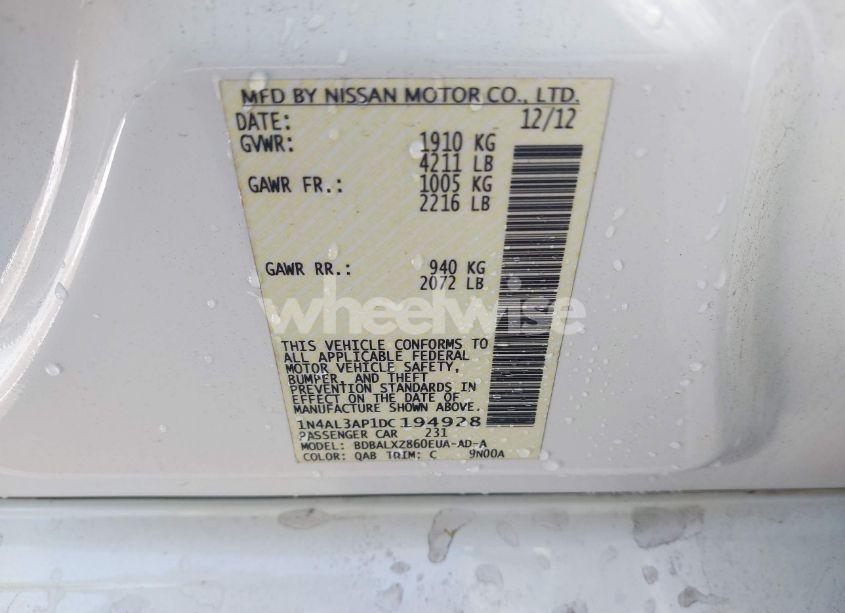 MFD BY NISSAN MOTOR CO., LTD.
DATE: 12/12
GVWR: 1910 KG
4211 LB
GAWR FR.: 1005 KG
2216 LB
GAWR RR.: 940 KG
2072 LB
wheelwise
THIS VEHICLE CONFORMS TO
ALL APPLICABLE FEDERAL
MOTOR VEHICLE SAFETY,
BUMPER, AND THEFT
PREVENTION STANDARDS IN
EFFECT ON THE DATE OF
MANUFACTURE SHOWN ABOVE.
1N4AL3AP1DC194928
PASSENGER CAR 231
MODEL: BDBALXZ860EUA-AD-A
COLOR: QAB TRIM: C 9N00A